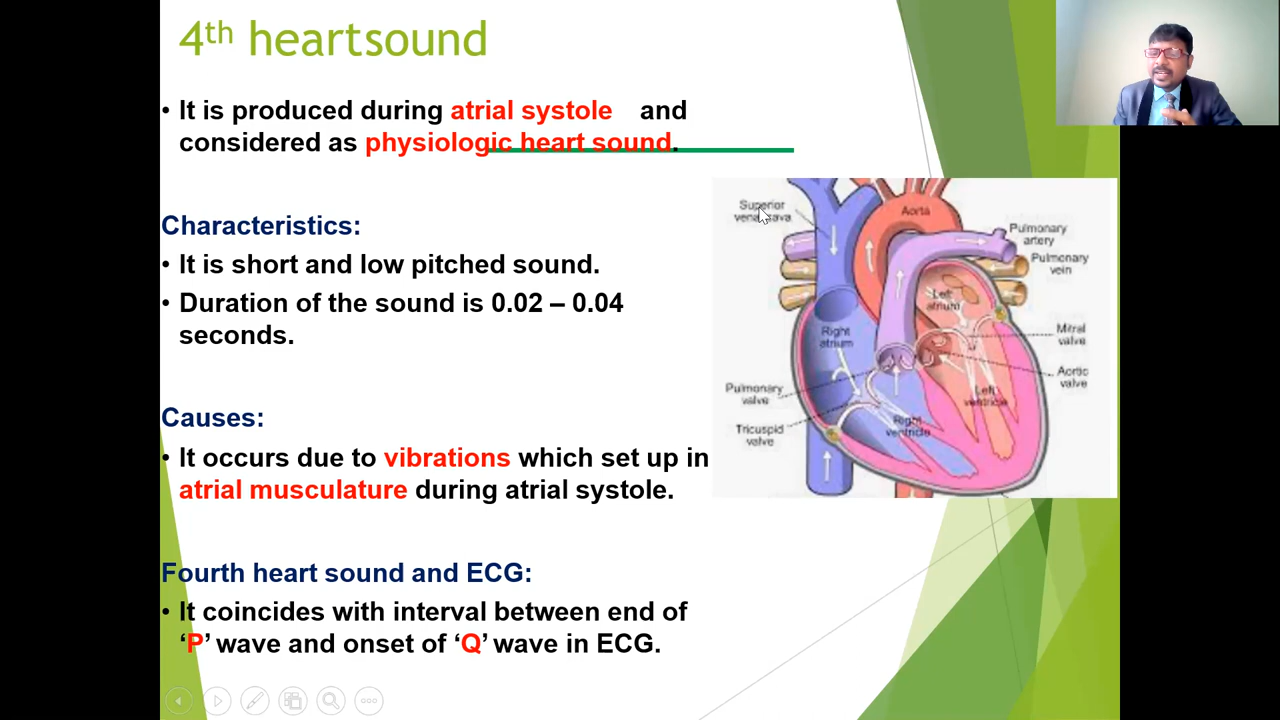 4th heartsound
• It is produced during atrial systole and
considered as physiologic heart sound.
Characteristics:
• It is short and low pitched sound.
• Duration of the sound is 0.02 – 0.04
seconds.
Causes:
• It occurs due to vibrations which set up in
atrial musculature during atrial systole.
Fourth heart sound and ECG:
• It coincides with interval between end of
‘P’ wave and onset of ‘Q’ wave in ECG.
Superior
vena cava
Aorta
Pulmonary
artery
Pulmonary
vein
Left
atrium
Right
atrium
Mitral
valve
Aortic
valve
Pulmonary
valve
Left
ventricle
Tricuspid
valve
Right
ventricle